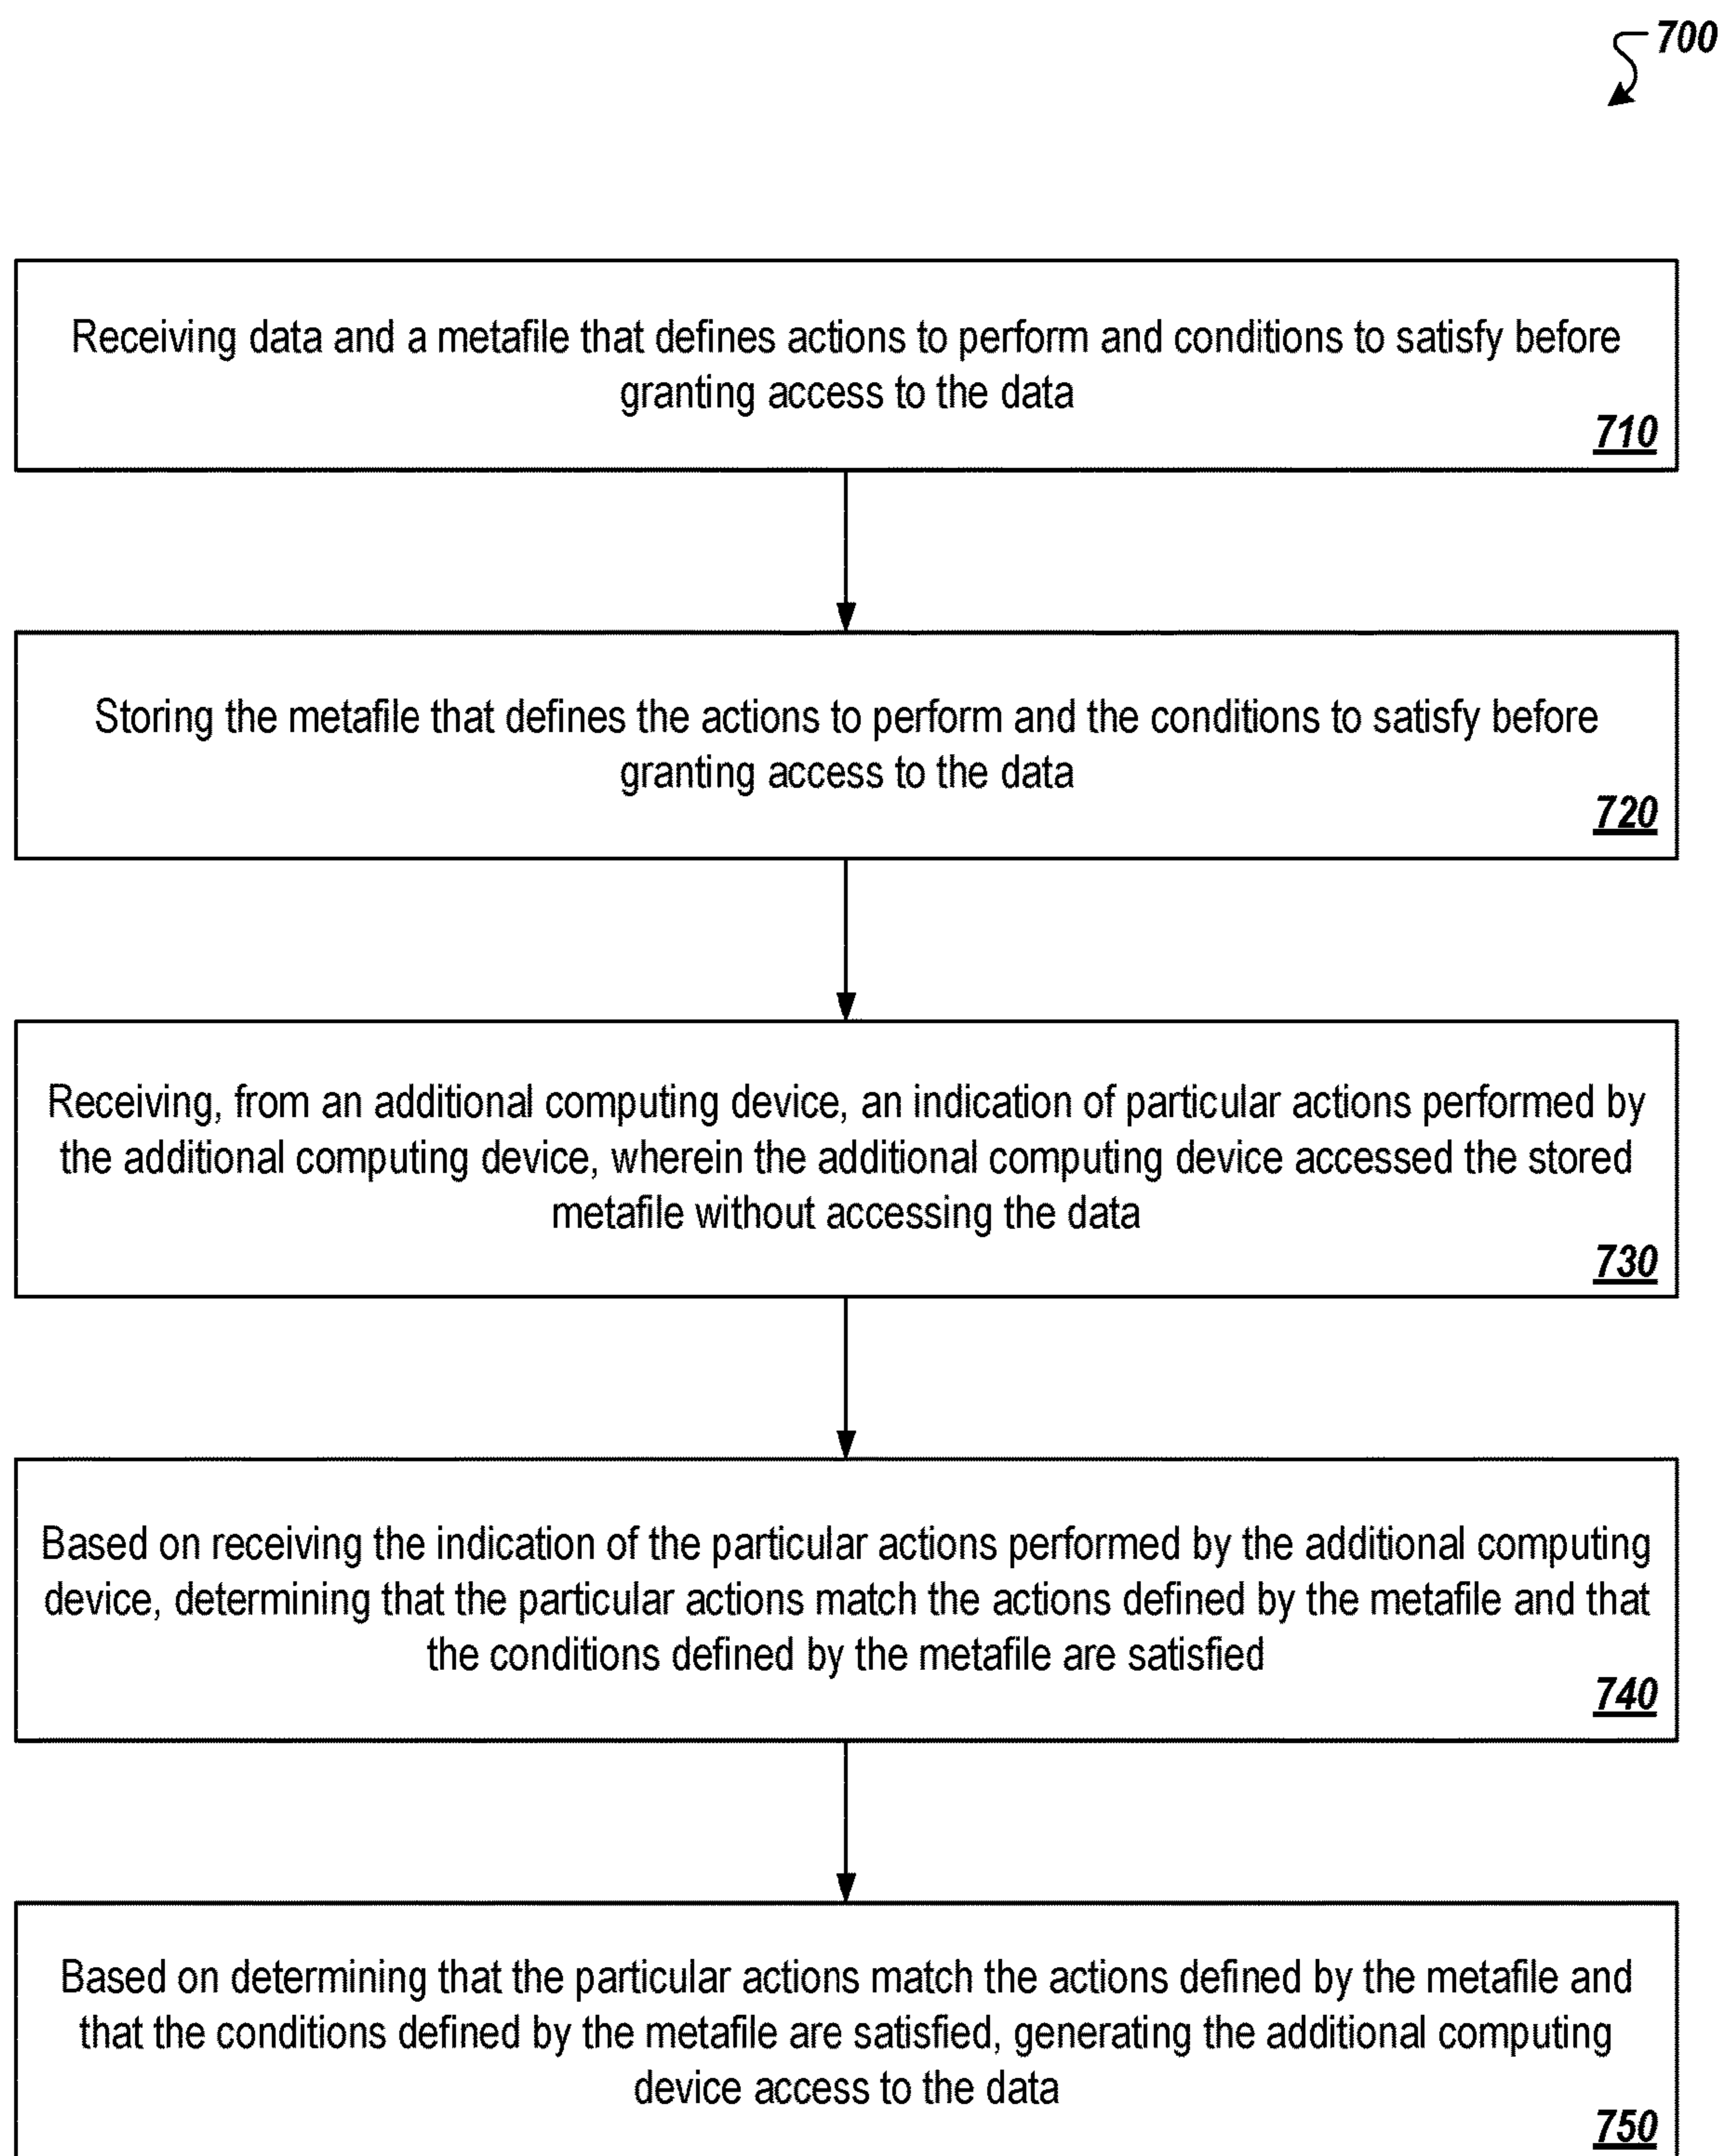 700
Receiving data and a metafile that defines actions to perform and conditions to satisfy before
granting access to the data
710
Storing the metafile that defines the actions to perform and the conditions to satisfy before
granting access to the data
720
Receiving, from an additional computing device, an indication of particular actions performed by
the additional computing device, wherein the additional computing device accessed the stored
metafile without accessing the data
730
Based on receiving the indication of the particular actions performed by the additional computing
device, determining that the particular actions match the actions defined by the metafile and that
the conditions defined by the metafile are satisfied
740
Based on determining that the particular actions match the actions defined by the metafile and
that the conditions defined by the metafile are satisfied, generating the additional computing
device access to the data
750